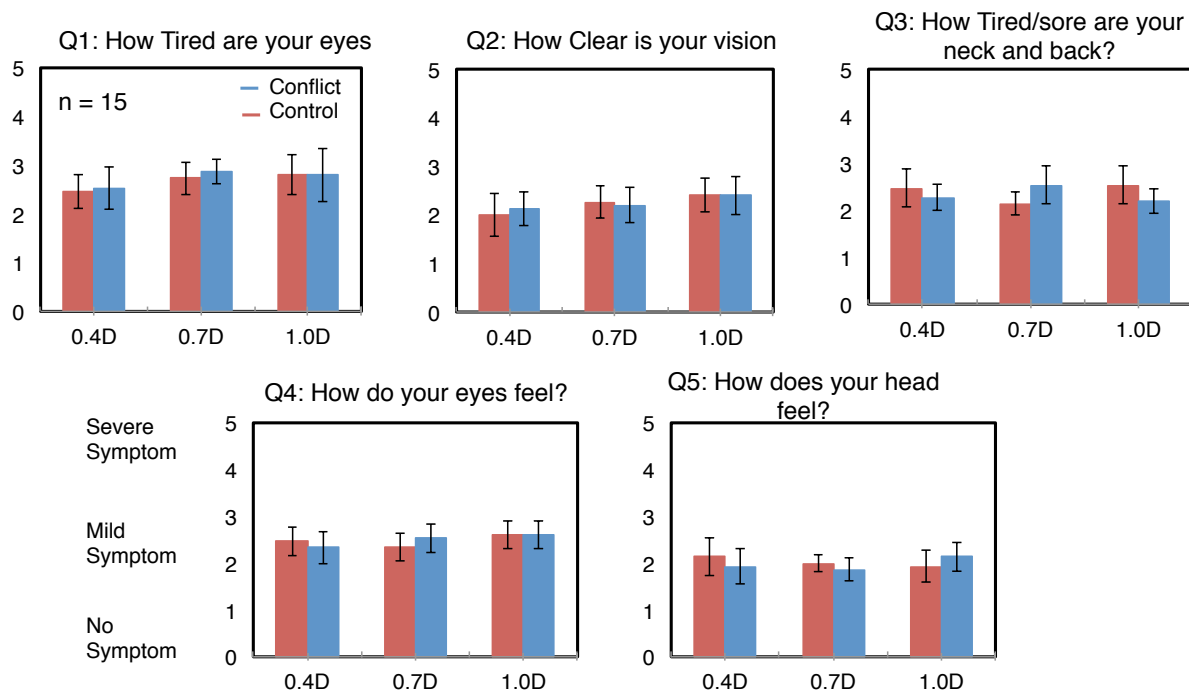 Q1: How Tired are your eyes
5
4
3
2
1
0
n = 15
Conflict
Control
0.4D 0.7D 1.0D
Q2: How Clear is your vision
5
4
3
2
1
0
0.4D 0.7D 1.0D
Q3: How Tired/sore are your
neck and back?
5
4
3
2
1
0
0.4D 0.7D 1.0D
Severe
Symptom
Mild
Symptom
No
Symptom
Q4: How do your eyes feel?
5
4
3
2
1
0
0.4D 0.7D 1.0D
Q5: How does your head
feel?
5
4
3
2
1
0
0.4D 0.7D 1.0D